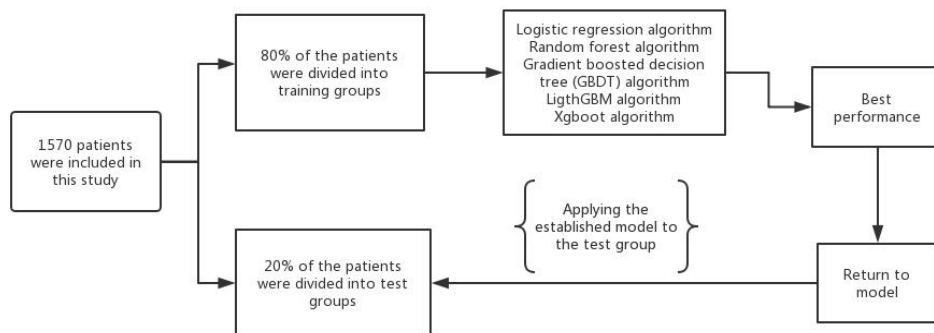 1570 patients
were included in
this study
80% of the patients
were divided into
training groups
Logistic regression algorithm
Random forest algorithm
Gradient boosted decision
tree (GBDT) algorithm
LigthGBM algorithm
Xgboot algorithm
Best
performance
Return to
model
Applying the
established model to
the test group
20% of the patients
were divided into test
groups